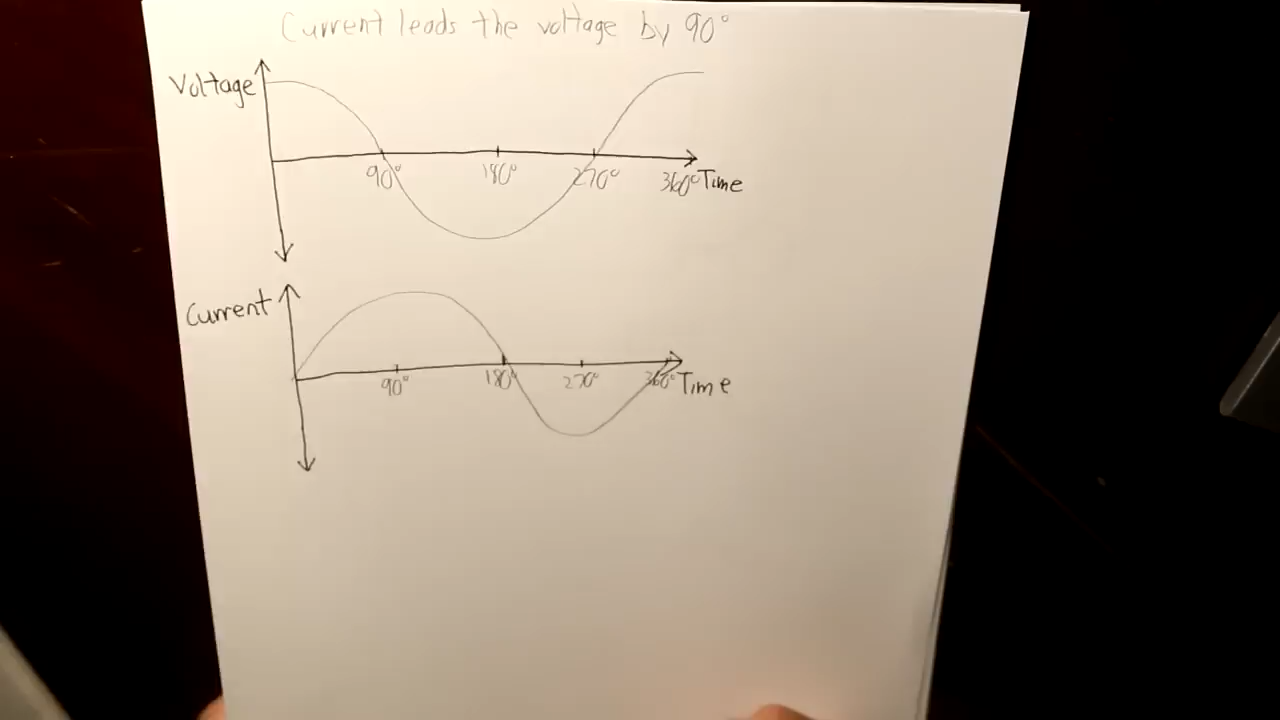 Current leads the voltage by 90°
Voltage
90° 180° 270° 360° Time
Current
90° 180° 270° 360° Time